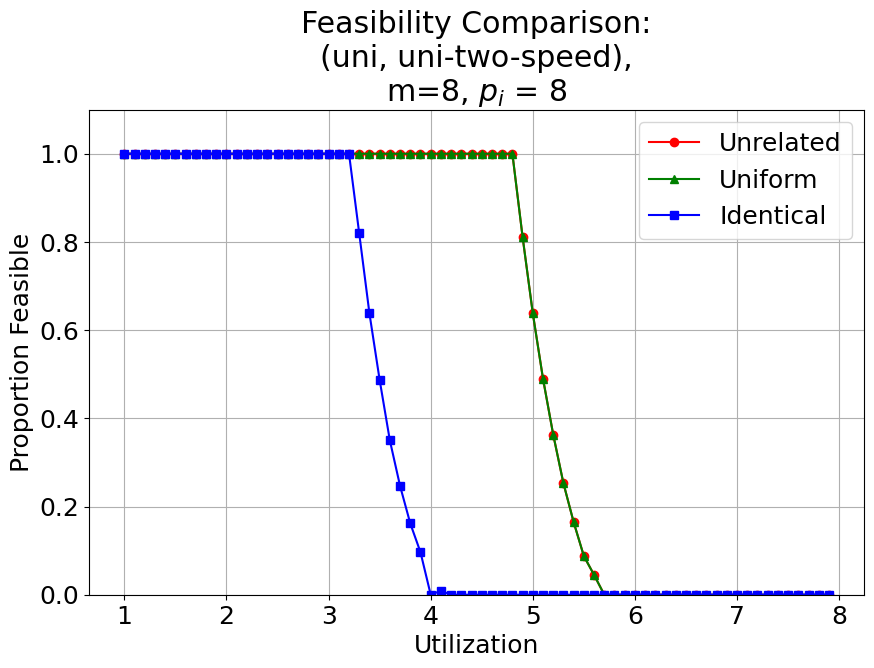 Feasibility Comparison:
(uni, uni-two-speed),
m=8, p_i = 8
Unrelated
Uniform
Identical
Proportion Feasible
1.0
0.8
0.6
0.4
0.2
0.0
1 2 3 4 5 6 7 8
Utilization